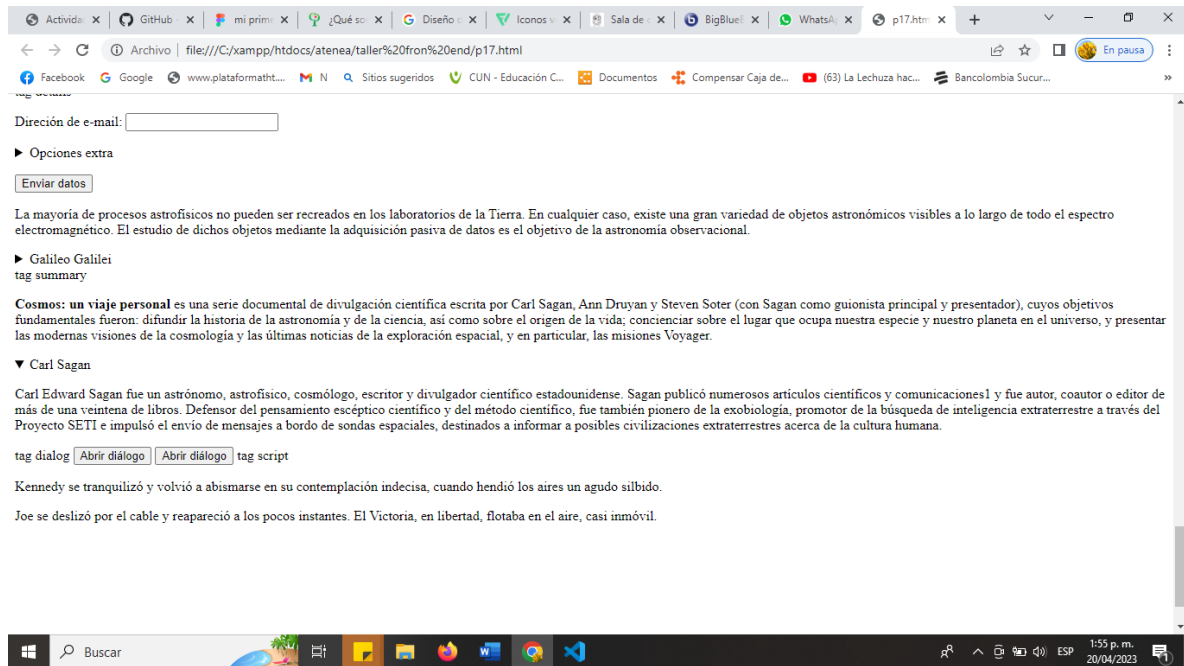 Activida
GitHub -
mi prime
¿Qué so
Diseño c
Iconos v
Sala de c
BigBlueB
WhatsA
p17.htm
Archivo | file:///C:/xampp/htdocs/atenea/taller%20fron%20end/p17.html
En pausa
Facebook
Google
www.plataformatht....
N
Sitios sugeridos
CUN - Educación C...
Documentos
Compensar Caja de...
(63) La Lechuza hac...
Bancolombia Sucur...
»
tag details
Direción de e-mail:
Opciones extra
Enviar datos
La mayoría de procesos astrofísicos no pueden ser recreados en los laboratorios de la Tierra. En cualquier caso, existe una gran variedad de objetos astronómicos visibles a lo largo de todo el espectro
electromagnético. El estudio de dichos objetos mediante la adquisición pasiva de datos es el objetivo de la astronomía observacional.
Galileo Galilei
tag summary
Cosmos: un viaje personal es una serie documental de divulgación científica escrita por Carl Sagan, Ann Druyan y Steven Soter (con Sagan como guionista principal y presentador), cuyos objetivos
fundamentales fueron: difundir la historia de la astronomía y de la ciencia, así como sobre el origen de la vida; concienciar sobre el lugar que ocupa nuestra especie y nuestro planeta en el universo, y presentar
las modernas visiones de la cosmología y las últimas noticias de la exploración espacial, y en particular, las misiones Voyager.
Carl Sagan
Carl Edward Sagan fue un astrónomo, astrofísico, cosmólogo, escritor y divulgador científico estadounidense. Sagan publicó numerosos artículos científicos y comunicaciones1 y fue autor, coautor o editor de
más de una veintena de libros. Defensor del pensamiento escéptico científico y del método científico, fue también pionero de la exobiología, promotor de la búsqueda de inteligencia extraterrestre a través del
Proyecto SETI e impulsó el envío de mensajes a bordo de sondas espaciales, destinados a informar a posibles civilizaciones extraterrestres acerca de la cultura humana.
tag dialog Abrir diálogo Abrir diálogo tag script
Kennedy se tranquilizó y volvió a abismarse en su contemplación indecisa, cuando hendió los aires un agudo silbido.
Joe se deslizó por el cable y reapareció a los pocos instantes. El Victoria, en libertad, flotaba en el aire, casi inmóvil.
Buscar
ESP
1:55 p. m.
20/04/2023
1